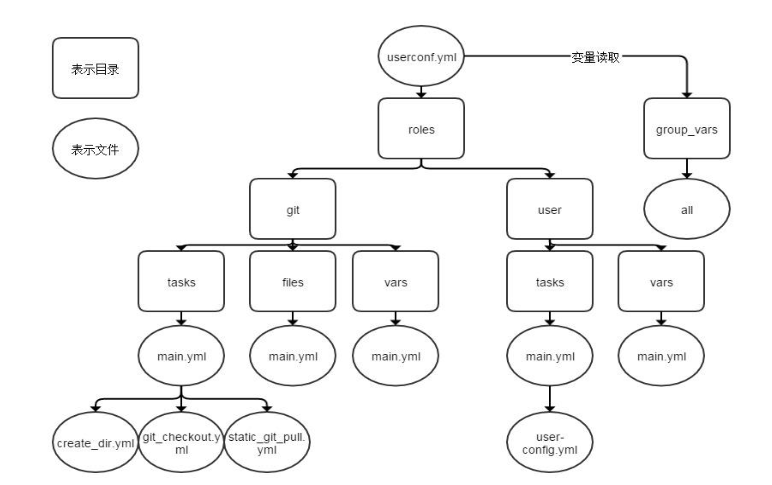 userconf.yml
变量读取
表示目录
roles
group_vars
表示文件
git
user
all
tasks
files
vars
tasks
vars
main.yml
main.yml
main.yml
main.yml
main.yml
create_dir.yml
git_checkout.y
ml
static_git_pull.
yml
user-
config.yml